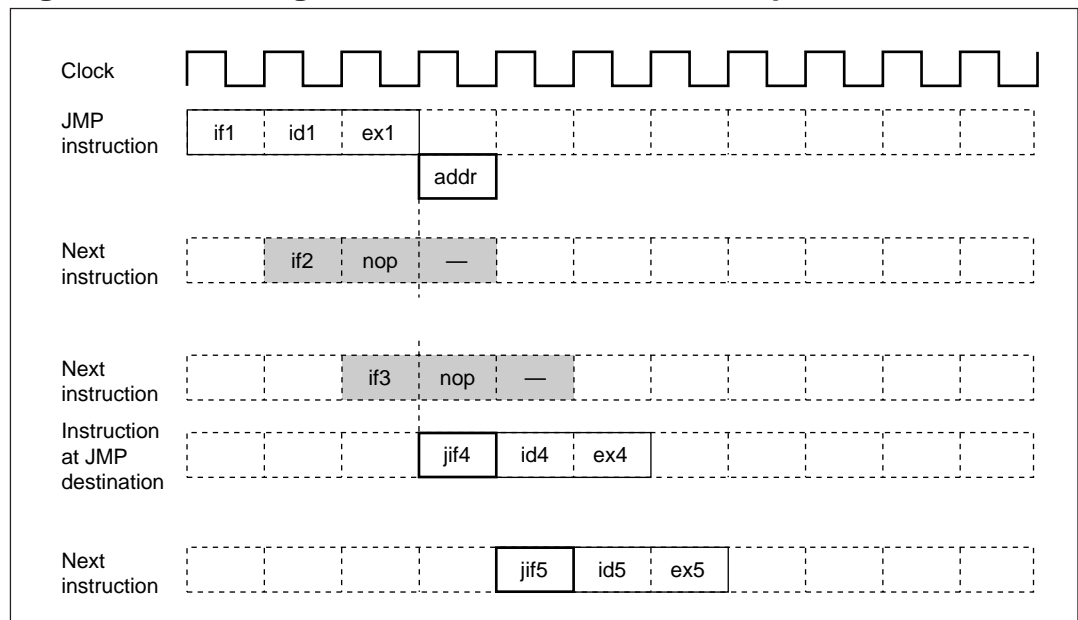 Clock
JMP
instruction
if1 id1 ex1
addr
Next
instruction
if2 nop —
Next
instruction
if3 nop —
Instruction
at JMP
destination
jif4 id4 ex4
Next
instruction
jif5 id5 ex5